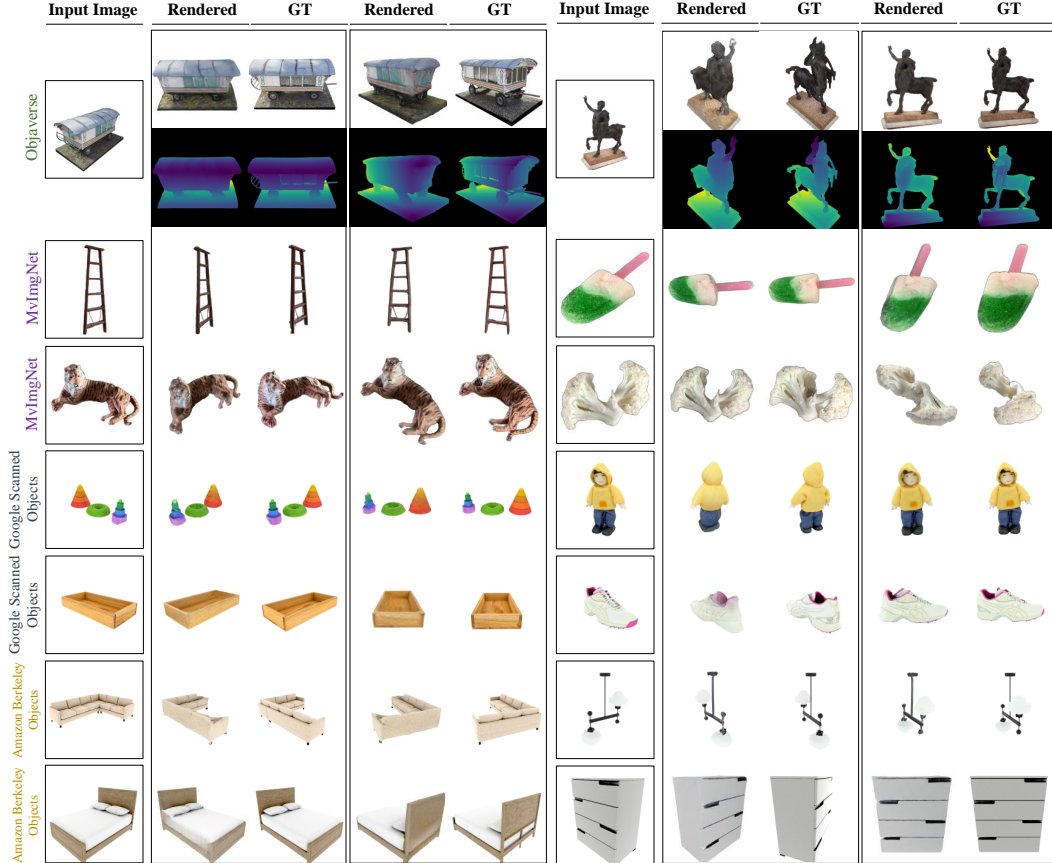 Input Image Rendered GT Rendered GT Input Image Rendered GT Rendered GT
Objaverse
MvImgNet
MvImgNet
Google Scanned
Objects
Google Scanned
Objects
Amazon Berkeley
Objects
Amazon Berkeley
Objects